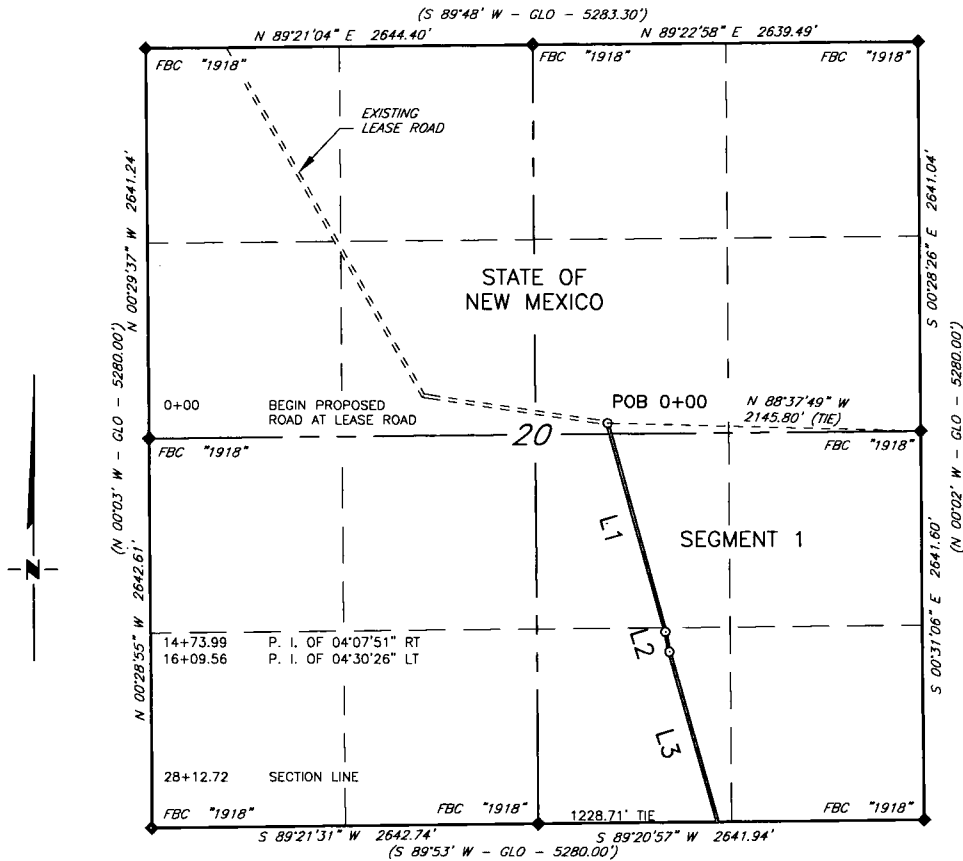 (S 89°48' W - GLO - 5283.30')
N 89°21'04" E 2644.40'
N 89°22'58" E 2639.49'
FBC "1918"
FBC "1918"
FBC "1918"
EXISTING
LEASE ROAD
N 00°29'37" W 2641.24'
S 00°28'26" E 2641.04'
STATE OF
NEW MEXICO
(N 00°03' W - GLO - 5280.00')
(N 00°02' W - GLO - 5280.00')
0+00 BEGIN PROPOSED
ROAD AT LEASE ROAD
POB 0+00
N 88°37'49" W
2145.80' (TIE)
20
FBC "1918"
FBC "1918"
L1
SEGMENT 1
N
N 00°28'55" W 2642.61'
S 00°31'06" E 2641.60'
14+73.99 P. I. OF 04°07'51" RT
16+09.56 P. I. OF 04°30'26" LT
L2
L3
28+12.72 SECTION LINE
FBC "1918"
FBC "1918"
1228.71' TIE
FBC "1918"
S 89°21'31" W 2642.74'
S 89°20'57" W 2641.94'
(S 89°53' W - GLO - 5280.00')